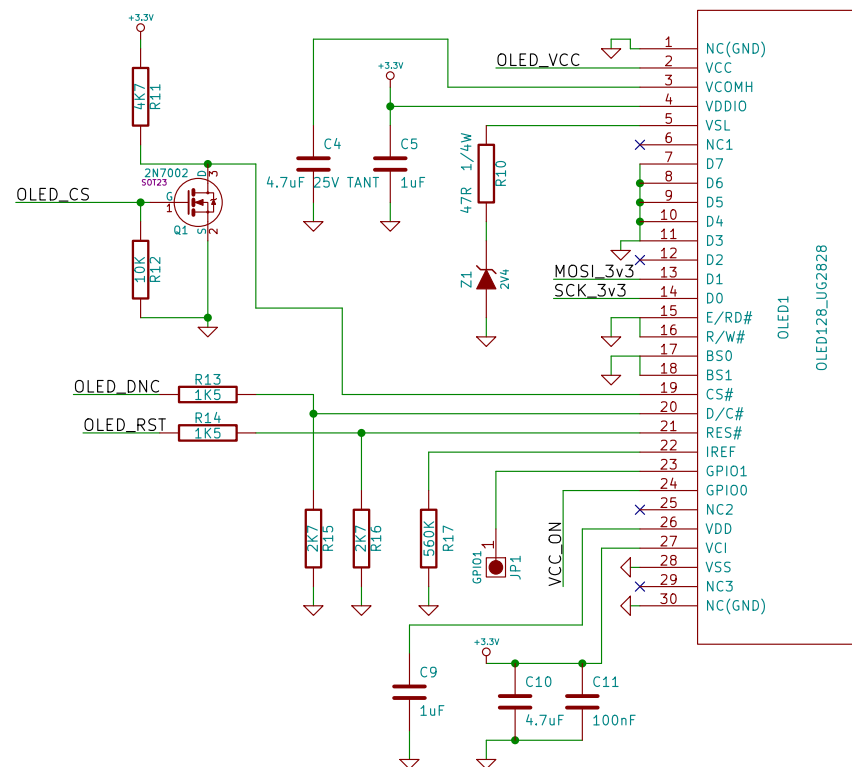 +3.3V
4K7
R11
2N7002
SOT23
D
3
G
1
S
2
Q1
OLED_CS
10K
R12
C4
4.7uF 25V TANT
+3.3V
C5
1uF
OLED_VCC
47R 1/4W
R10
Z1
2V4
MOSI_3v3
SCK_3v3
OLED_DNC
R13
1K5
OLED_RST
R14
1K5
2K7
R15
2K7
R16
560K
R17
GPIO1
1
JP1
VCC_ON
C9
1uF
+3.3V
C10
4.7uF
C11
100nF
1 NC(GND)
2 VCC
3 VCOMH
4 VDDIO
5 VSL
6 NC1
7 D7
8 D6
9 D5
10 D4
11 D3
12 D2
13 D1
14 D0
15 E/RD#
16 R/W#
17 BS0
18 BS1
19 CS#
20 D/C#
21 RES#
22 IREF
23 GPIO1
24 GPIO0
25 NC2
26 VDD
27 VCI
28 VSS
29 NC3
30 NC(GND)
OLED1
OLED128_UG2828